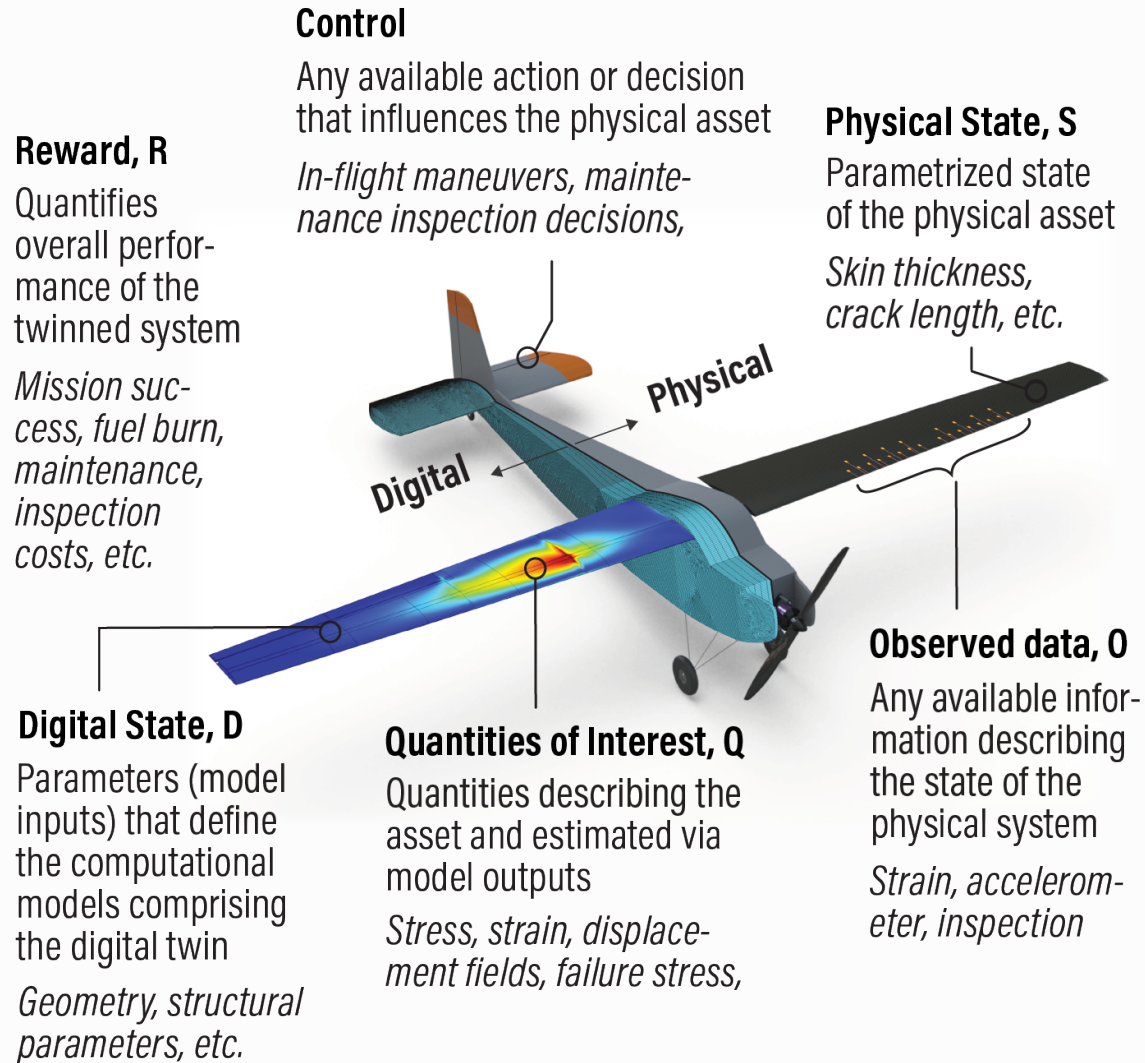 Control
Any available action or decision
that influences the physical asset
In-flight maneuvers, mainte-
nance inspection decisions,
Physical State, S
Parametrized state
of the physical asset
Skin thickness,
crack length, etc.
Reward, R
Quantifies
overall perfor-
mance of the
twinned system
Mission suc-
cess, fuel burn,
maintenance,
inspection
costs, etc.
Physical
Digital
Observed data, O
Any available infor-
mation describing
the state of the
physical system
Strain, accelerom-
eter, inspection
Digital State, D
Parameters (model
inputs) that define
the computational
models comprising
the digital twin
Geometry, structural
parameters, etc.
Quantities of Interest, Q
Quantities describing the
asset and estimated via
model outputs
Stress, strain, displace-
ment fields, failure stress,